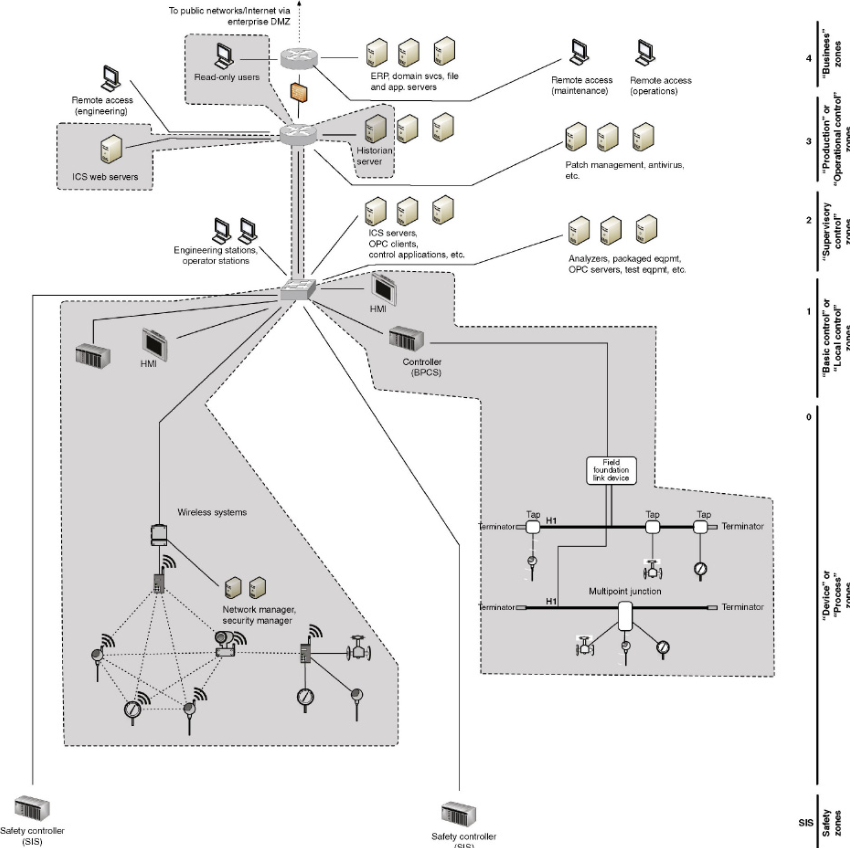 To public networks/Internet via
enterprise DMZ
Read-only users
ERP, domain svcs, file
and app. servers
Remote access
(maintenance)
Remote access
(operations)
4
"Business"
zones
Remote access
(engineering)
ICS web servers
Historian
server
Patch management, antivirus,
etc.
3
"Production" or
"Operational control"
zones
Engineering stations,
operator stations
ICS servers,
OPC clients,
control applications, etc.
Analyzers, packaged eqpmt,
OPC servers, test eqpmt, etc.
2
"Supervisory
control"
zones
HMI
HMI
Controller
(BPCS)
1
"Basic control" or
"Local control"
zones
0
Field
foundation
link device
Wireless systems
Network manager,
security manager
Tap
H1
Tap
Tap
Terminator
Terminator
Multipoint junction
H1
Terminator
Terminator
"Device" or
"Process"
zones
Safety controller
(SIS)
Safety controller
(SIS)
SIS
Safety
zones